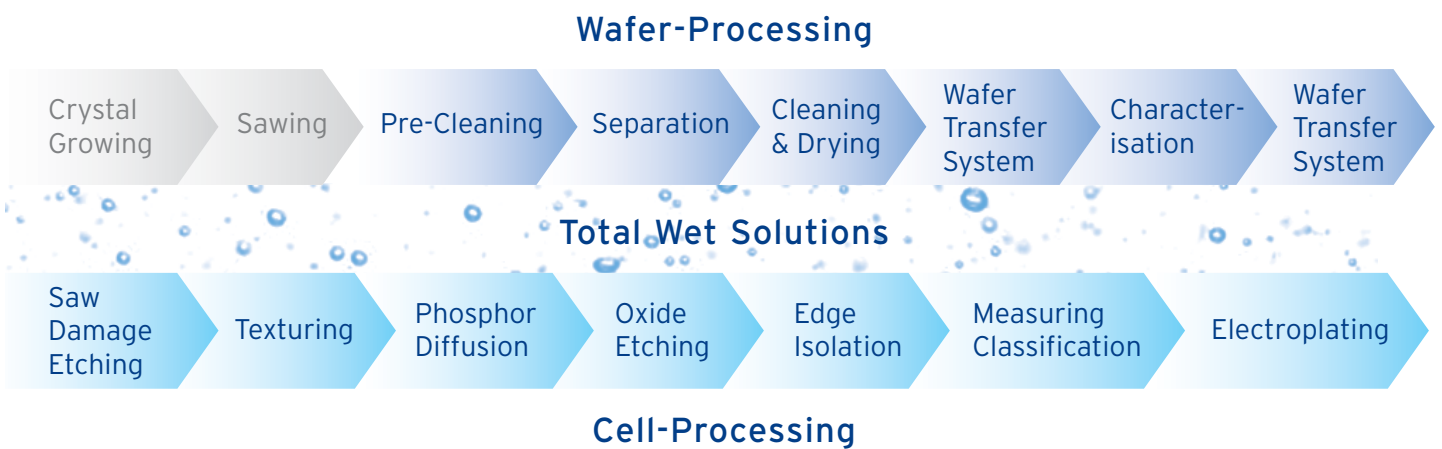 Wafer-Processing
Crystal
Growing
Sawing
Pre-Cleaning
Separation
Cleaning
& Drying
Wafer
Transfer
System
Character-
isation
Wafer
Transfer
System
Total Wet Solutions
Saw
Damage
Etching
Texturing
Phosphor
Diffusion
Oxide
Etching
Edge
Isolation
Measuring
Classification
Electroplating
Cell-Processing